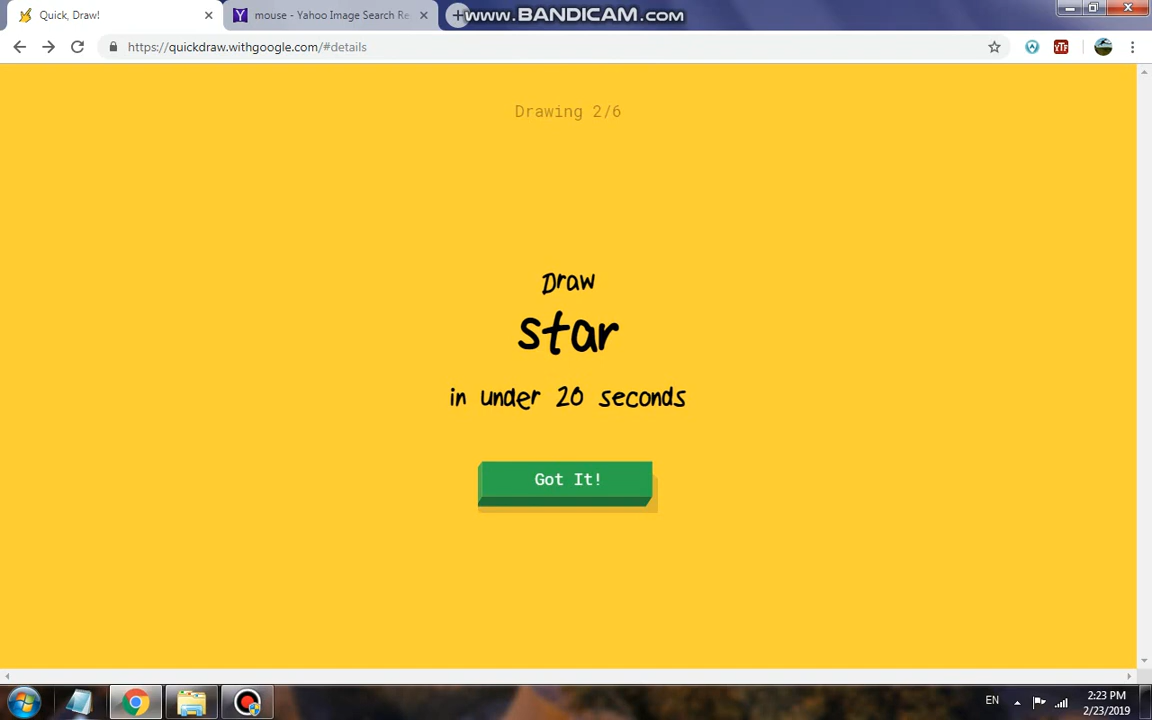 Quick, Draw!
mouse - Yahoo Image Search Re
www.BANDICAM.com
https://quickdraw.withgoogle.com/#details
YTF
Drawing 2/6
Draw
star
in under 20 seconds
Got It!
EN
2:23 PM
2/23/2019